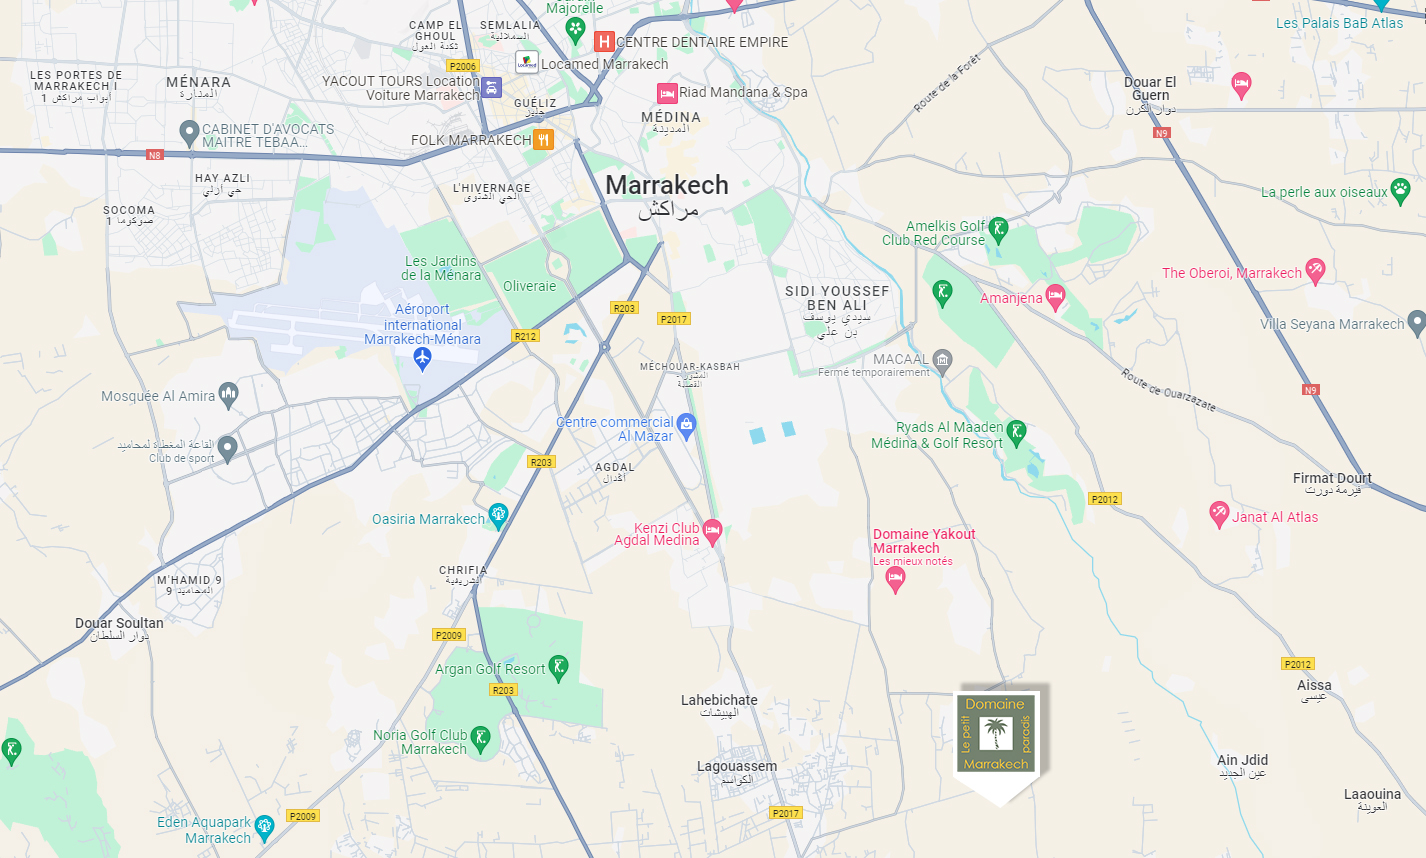 Majorelle
CAMP EL
GHOUL
SEMLALIA
السملالية
CENTRE DENTAIRE EMPIRE
Les Palais BaB Atlas
P2006
Locamed Marrakech
LES PORTES DE
MARRAKECH I
أبواب مراكش 1
MÉNARA
المنارة
YACOUT TOURS Location
Voiture Marrakech
GUÉLIZ
جليز
Riad Mandana & Spa
MÉDINA
المدينة
Route de la Forêt
Douar El
Guern
دوار الكرن
N9
CABINET D'AVOCATS
MAITRE TEBAA...
FOLK MARRAKECH
N8
HAY AZLI
حي أزلي
L'HIVERNAGE
الحي الشتوي
Marrakech
مراكش
La perle aux oiseaux
SOCOMA
صوكوما 1
Amelkis Golf
Club Red Course
Les Jardins
de la Ménara
Oliveraie
The Oberoi, Marrakech
SIDI YOUSSEF
BEN ALI
سيدي يوسف
بن علي
Amanjena
Aéroport
international
Marrakech-Ménara
R203
P2017
R212
Villa Seyana Marrakech
MÉCHOUAR-KASBAH
المشور -
القصبة
MACAAL
Fermé temporairement
Route de Ouarzazate
N9
Mosquée Al Amira
Centre commercial
Al Mazar
Ryads Al Maaden
Médina & Golf Resort
القاعة المغطاة لمحاميد
Club de sport
R203
AGDAL
أكدال
Firmat Dourt
فيرمة دورت
P2012
Oasiria Marrakech
Kenzi Club
Agdal Medina
Janat Al Atlas
Domaine Yakout
Marrakech
Les mieux notés
CHRIFIA
الشريفية
M'HAMID 9
المحاميد 9
Douar Soultan
دوار السلطان
P2009
Argan Golf Resort
R203
P2012
Aissa
عيسى
Lahebichate
الهبيشات
Domaine
Le petit
paradis
Marrakech
Noria Golf Club
Marrakech
Lagouassem
الكواسم
Ain Jdid
عين الجديد
Laaouina
العوينة
P2009
P2017
Eden Aquapark
Marrakech